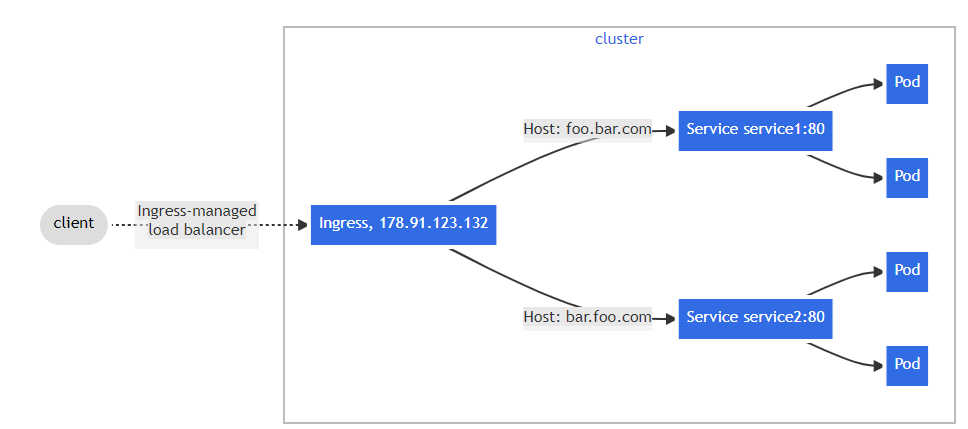 cluster
client
Ingress-managed
load balancer
Ingress, 178.91.123.132
Host: foo.bar.com
Service service1:80
Pod
Pod
Host: bar.foo.com
Service service2:80
Pod
Pod